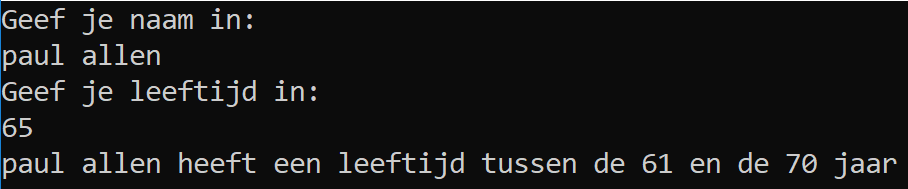 Geef je naam in:
paul allen
Geef je leeftijd in:
65
paul allen heeft een leeftijd tussen de 61 en de 70 jaar